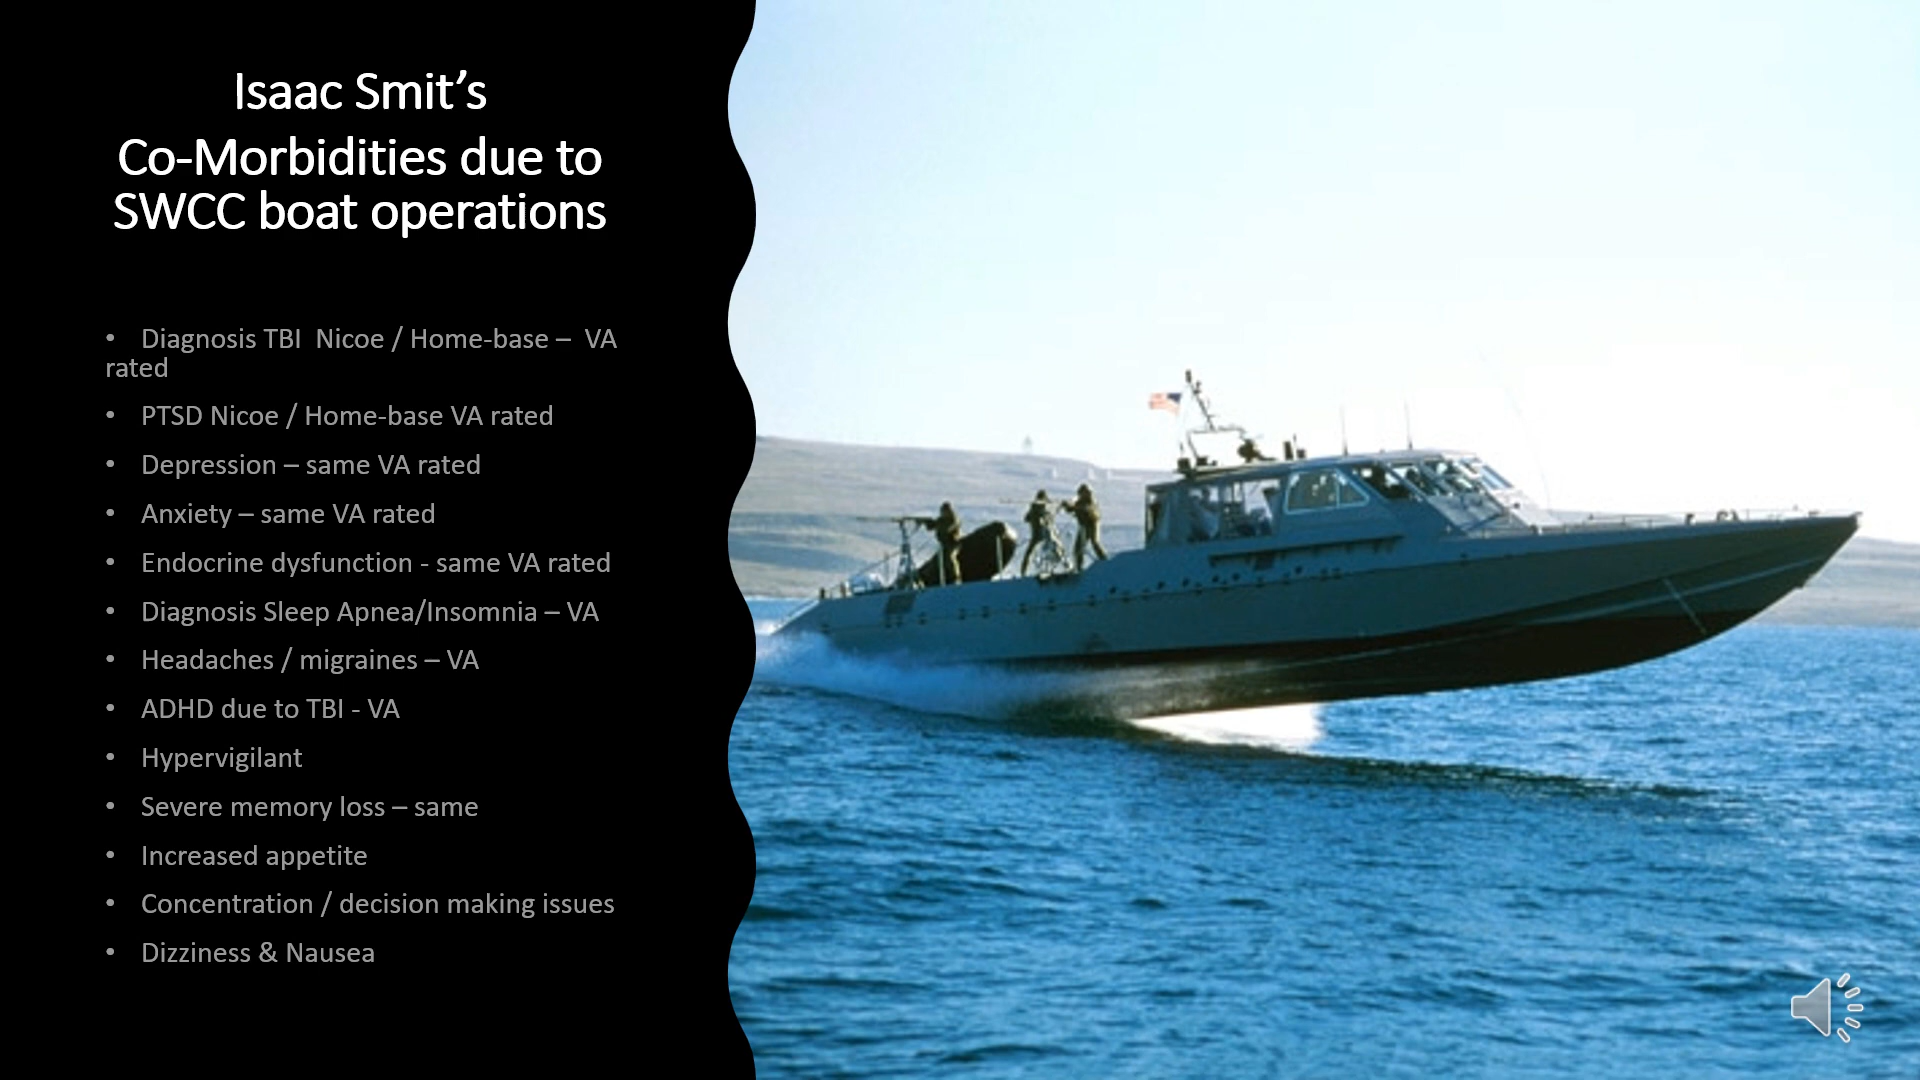 Isaac Smit’s
Co-Morbidities due to
SWCC boat operations
• Diagnosis TBI  Nicoe / Home-base –  VA
rated
• PTSD Nicoe / Home-base VA rated
• Depression – same VA rated
• Anxiety – same VA rated
• Endocrine dysfunction - same VA rated
• Diagnosis Sleep Apnea/Insomnia – VA
• Headaches / migraines – VA
• ADHD due to TBI - VA
• Hypervigilant
• Severe memory loss – same
• Increased appetite
• Concentration / decision making issues
• Dizziness & Nausea